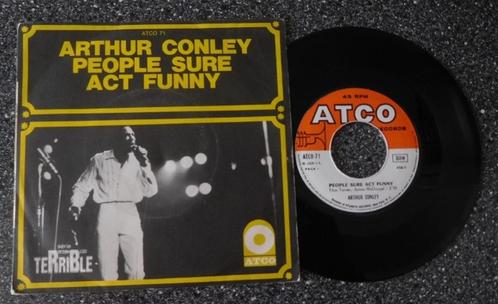 ATCO 71
ARTHUR CONLEY
PEOPLE SURE
ACT FUNNY
TERRIBLE
ATCO
45 RPM
ATCO
RECORDS
ATCO-71
PEOPLE SURE ACT FUNNY
ARTHUR CONLEY